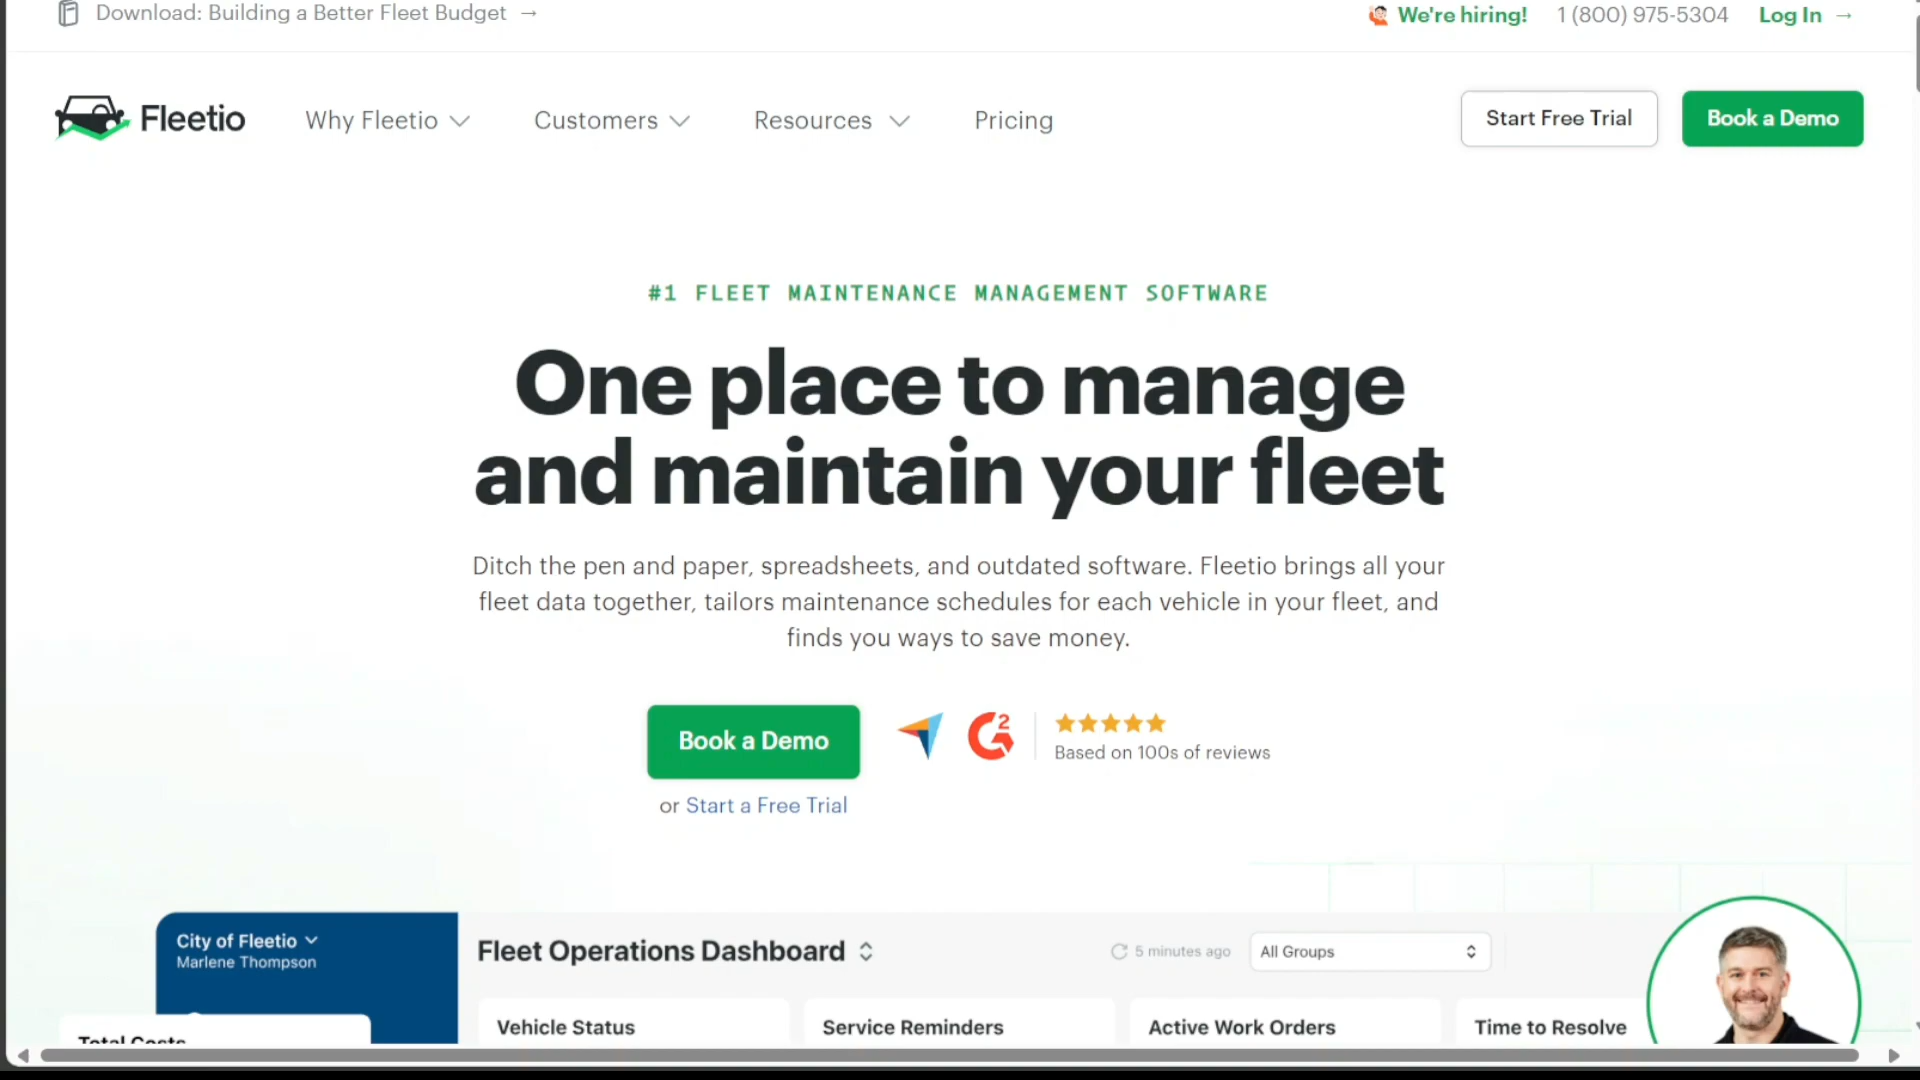 Download: Building a Better Fleet Budget →
We're hiring! 1 (800) 975-5304 Log In →
Fleetio Why Fleetio Customers Resources Pricing Start Free Trial Book a Demo
#1 FLEET MAINTENANCE MANAGEMENT SOFTWARE
One place to manage
and maintain your fleet
Ditch the pen and paper, spreadsheets, and outdated software. Fleetio brings all your
fleet data together, tailors maintenance schedules for each vehicle in your fleet, and
finds you ways to save money.
Book a Demo
G2
Based on 100s of reviews
or Start a Free Trial
City of Fleetio
Marlene Thompson
Fleet Operations Dashboard
5 minutes ago All Groups
Vehicle Status Service Reminders Active Work Orders Time to Resolve
Total Costs